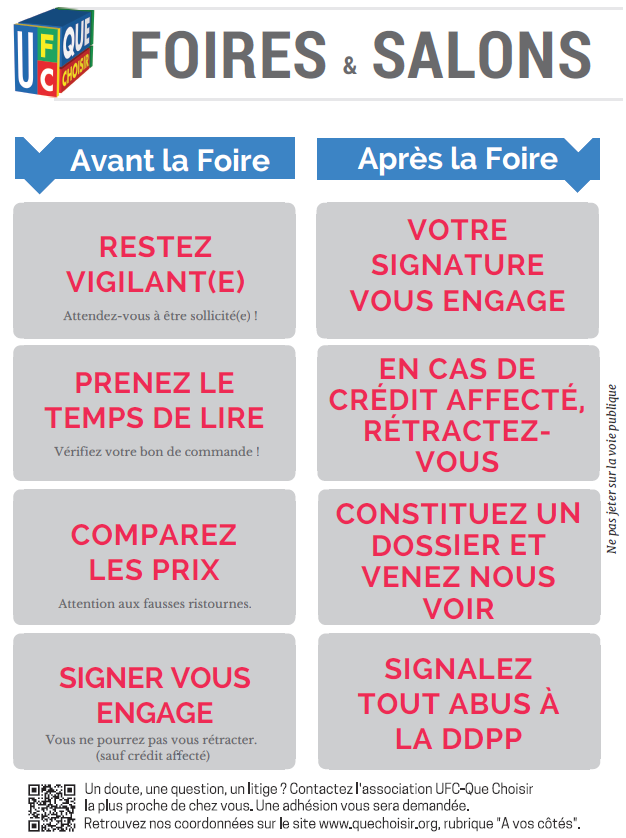 UFC
QUE
CHOISIR
FOIRES & SALONS
Avant la Foire
RESTEZ
VIGILANT(E)
Attendez-vous à être sollicité(e) !
PRENEZ LE
TEMPS DE LIRE
Vérifiez votre bon de commande !
COMPAREZ
LES PRIX
Attention aux fausses ristournes.
SIGNER VOUS
ENGAGE
Vous ne pourrez pas vous rétracter.
(sauf crédit affecté)
Après la Foire
VOTRE
SIGNATURE
VOUS ENGAGE
EN CAS DE
CRÉDIT AFFECTÉ,
RÉTRACTEZ-
VOUS
CONSTITUEZ UN
DOSSIER ET
VENEZ NOUS
VOIR
SIGNALEZ
TOUT ABUS À
LA DDPP
Ne pas jeter sur la voie publique
Un doute, une question, un litige ? Contactez l'association UFC-Que Choisir
la plus proche de chez vous. Une adhésion vous sera demandée.
Retrouvez nos coordonnées sur le site www.quechoisir.org, rubrique "A vos côtés".